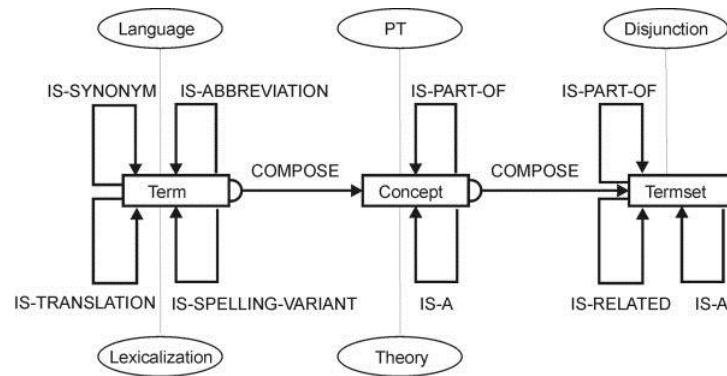 Language PT Disjunction
IS-SYNONYM IS-ABBREVIATION IS-PART-OF IS-PART-OF
COMPOSE COMPOSE
Term Concept Termset
IS-TRANSLATION IS-SPELLING-VARIANT IS-A IS-RELATED IS-A
Lexicalization Theory